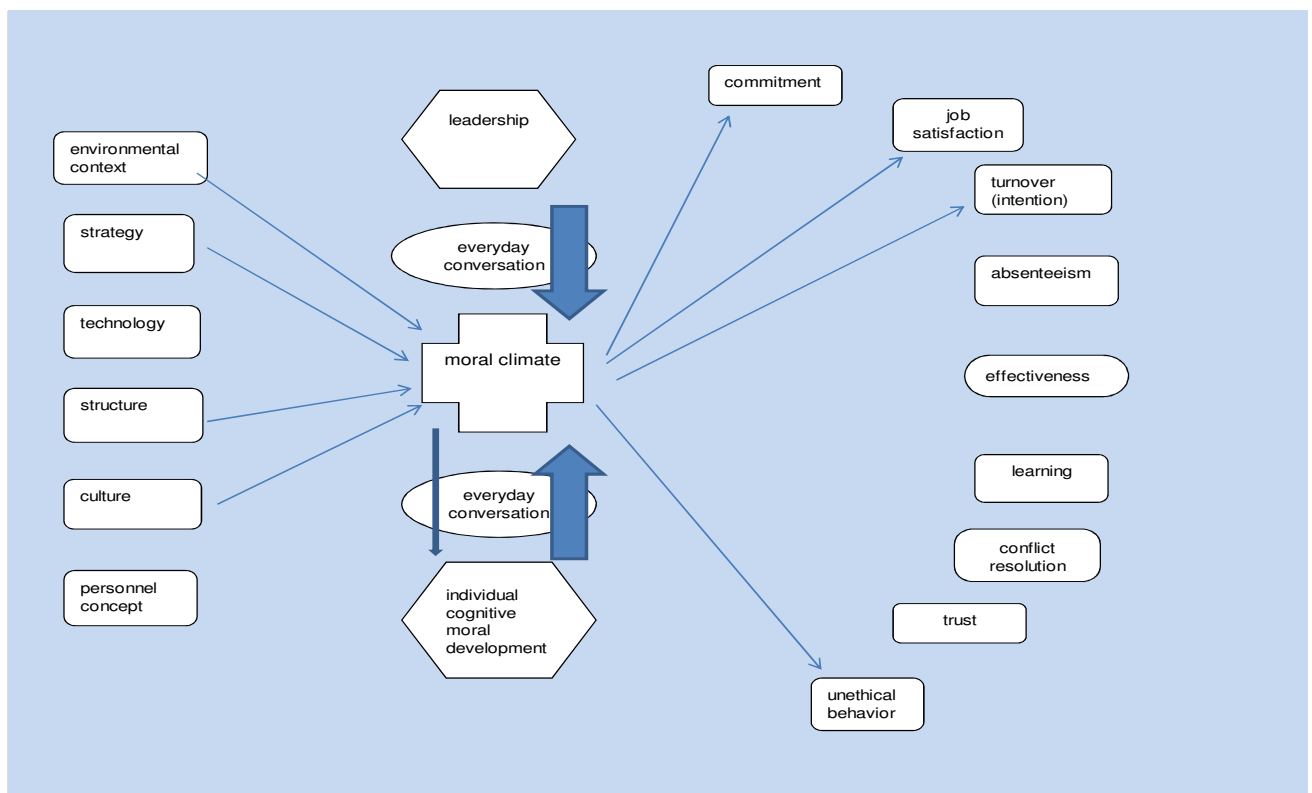 environmental
context
strategy
technology
structure
culture
personnel
concept
leadership
everyday
conversation
moral climate
everyday
conversation
individual
cognitive
moral
development
commitment
job
satisfaction
turnover
(intention)
absenteeism
effectiveness
learning
conflict
resolution
trust
unethical
behavior